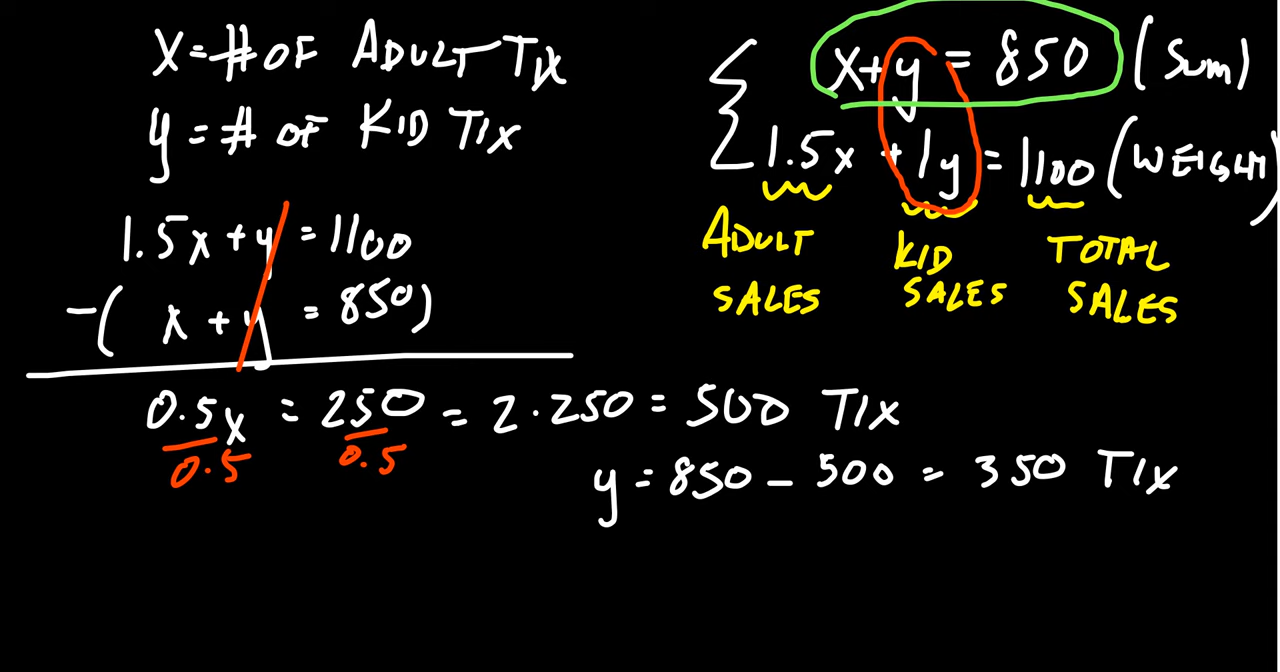 X = # OF ADULT TIX
y = # OF KID TIX
x + y = 850 (SUM)
1.5x + 1y = 1100 (WEIGHT)
ADULT SALES
KID SALES
TOTAL SALES
1.5x + y = 1100
-( x + y = 850)
0.5x = 250 = 2 · 250 = 500 TIX
0.5 0.5
y = 850 - 500 = 350 TIX